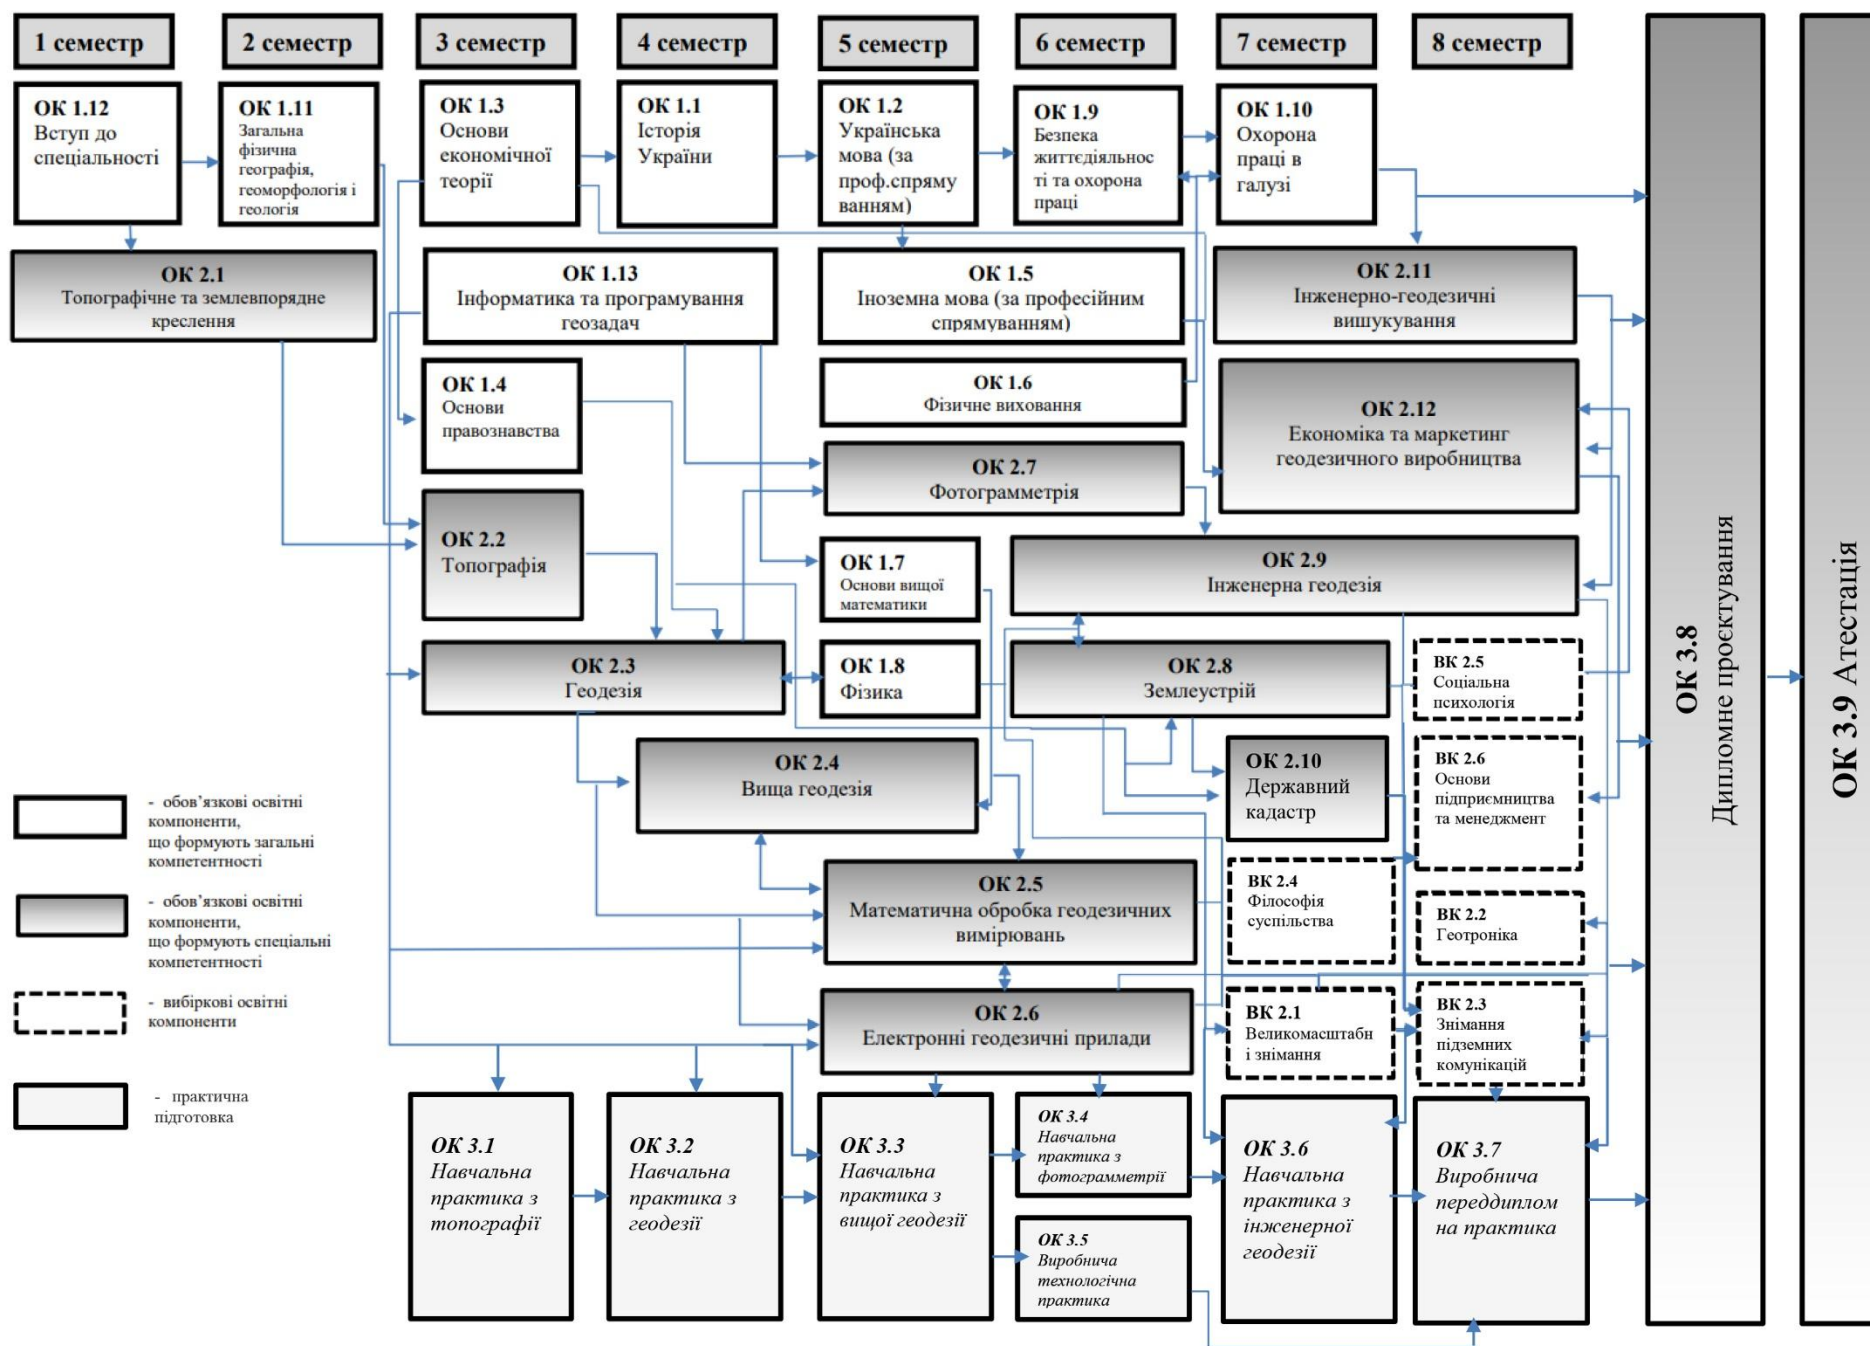 1 семестр
2 семестр
3 семестр
4 семестр
5 семестр
6 семестр
7 семестр
8 семестр
ОК 1.12
Вступ до
спеціальності
ОК 1.11
Загальна
фізична
географія,
геоморфологія і
геологія
ОК 1.3
Основи
економічної
теорії
ОК 1.1
Історія
України
ОК 1.2
Українська
мова (за
проф.спряму
ванням)
ОК 1.9
Безпека
життєдіяльнос
ті та охорона
праці
ОК 1.10
Охорона
праці в
галузі
ОК 2.1
Топографічне та землевпорядне
креслення
ОК 1.13
Інформатика та програмування
геозадач
ОК 1.5
Іноземна мова (за професійним
спрямуванням)
ОК 2.11
Інженерно-геодезичні
вишукування
ОК 1.4
Основи
правознавства
ОК 1.6
Фізичне виховання
ОК 2.12
Економіка та маркетинг
геодезичного виробництва
ОК 2.7
Фотограмметрія
ОК 2.2
Топографія
ОК 1.7
Основи вищої
математики
ОК 2.9
Інженерна геодезія
ОК 2.3
Геодезія
ОК 1.8
Фізика
ОК 2.8
Землеустрій
ВК 2.5
Соціальна
психологія
ОК 2.4
Вища геодезія
ОК 2.10
Державний
кадастр
ВК 2.6
Основи
підприємництва
та менеджмент
ОК 2.5
Математична обробка геодезичних
вимірювань
ВК 2.4
Філософія
суспільства
ВК 2.2
Геотроніка
ОК 2.6
Електронні геодезичні прилади
ВК 2.1
Великомасштабн
і знімання
ВК 2.3
Знімання
підземних
комунікацій
ОК 3.1
Навчальна
практика з
топографії
ОК 3.2
Навчальна
практика з
геодезії
ОК 3.3
Навчальна
практика з
вищої геодезії
ОК 3.4
Навчальна
практика з
фотограмметрії
ОК 3.5
Виробнича
технологічна
практика
ОК 3.6
Навчальна
практика з
інженерної
геодезії
ОК 3.7
Виробнича
переддиплом
на практика
ОК 3.8
Дипломне проєктування
ОК 3.9 Атестація
- обов’язкові освітні
компоненти,
що формують загальні
компетентності
- обов’язкові освітні
компоненти,
що формують спеціальні
компетентності
- вибіркові освітні
компоненти
- практична
підготовка